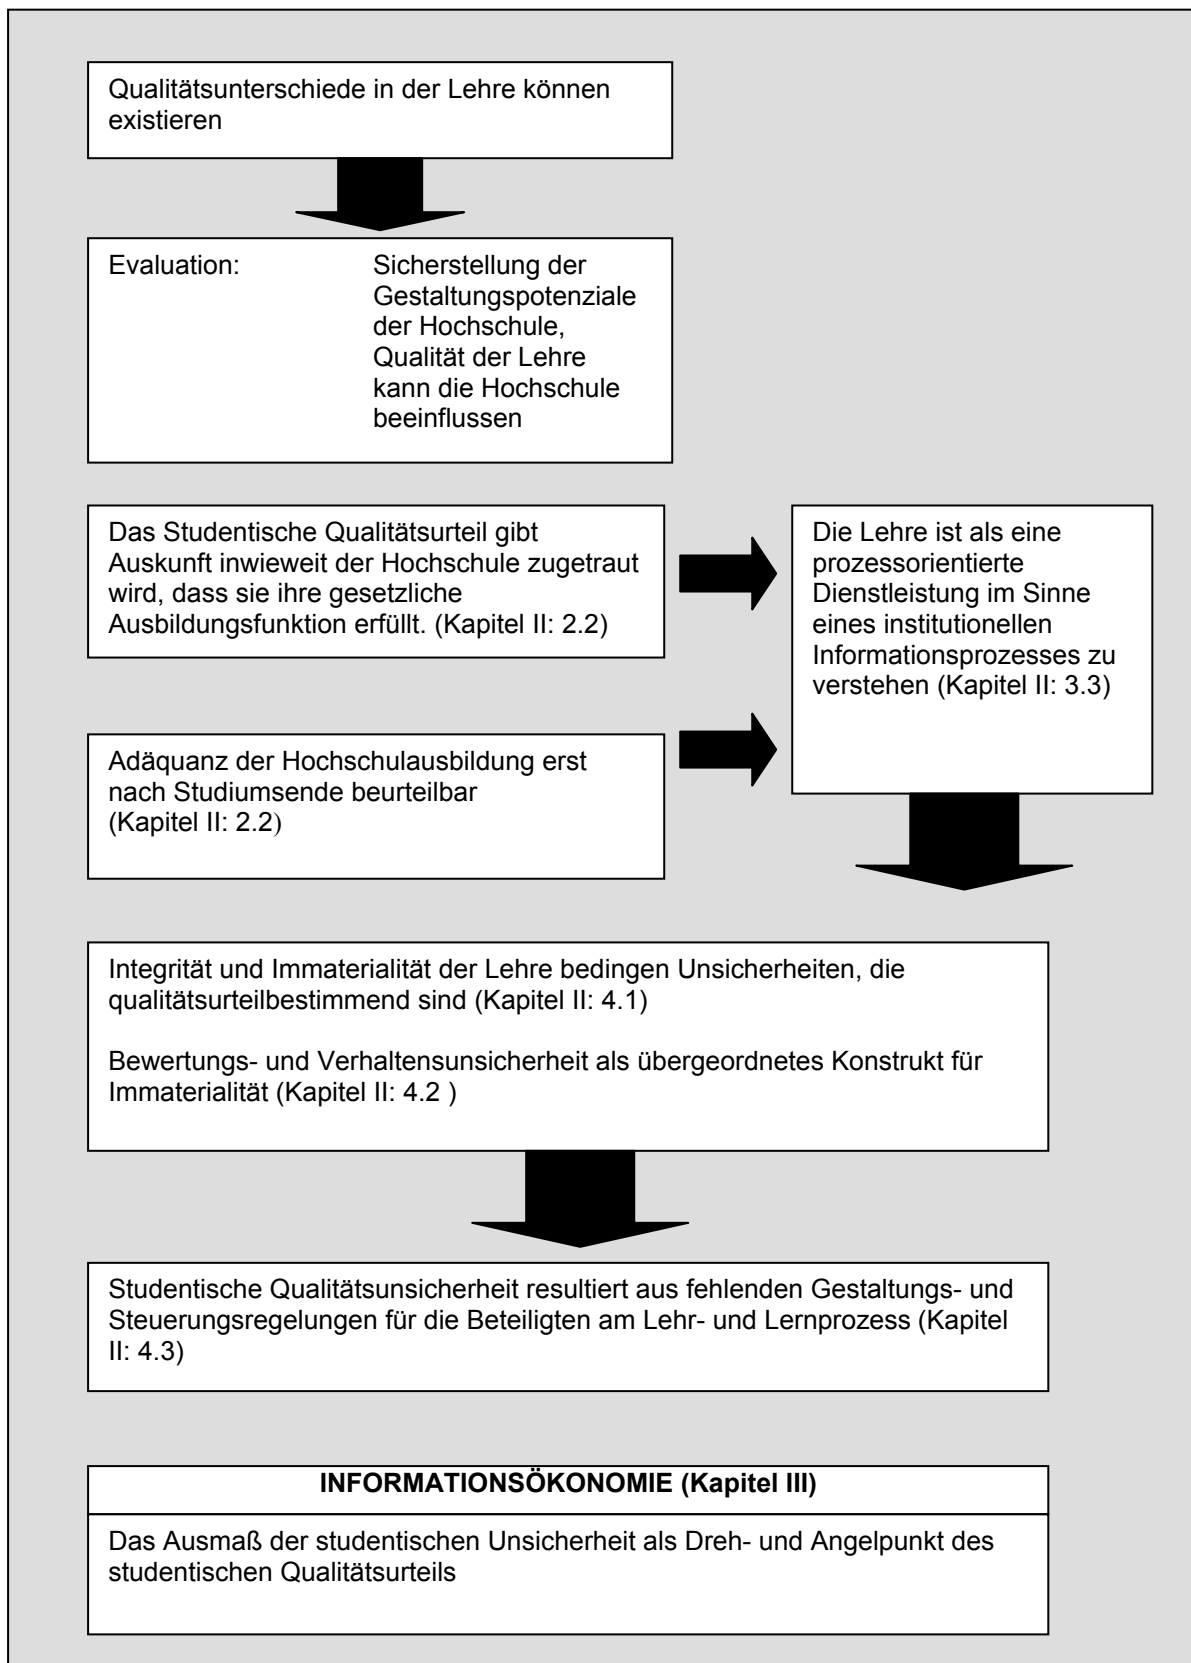 Qualitätsunterschiede in der Lehre können
existieren
Evaluation: Sicherstellung der
Gestaltungspotenziale
der Hochschule,
Qualität der Lehre
kann die Hochschule
beeinflussen
Das Studentische Qualitätsurteil gibt
Auskunft inwieweit der Hochschule zugetraut
wird, dass sie ihre gesetzliche
Ausbildungsfunktion erfüllt. (Kapitel II: 2.2)
Die Lehre ist als eine
prozessorientierte
Dienstleistung im Sinne
eines institutionellen
Informationsprozesses zu
verstehen (Kapitel II: 3.3)
Adäquanz der Hochschulausbildung erst
nach Studiumsende beurteilbar
(Kapitel II: 2.2)
Integrität und Immaterialität der Lehre bedingen Unsicherheiten, die
qualitätsurteilbestimmend sind (Kapitel II: 4.1)
Bewertungs- und Verhaltensunsicherheit als übergeordnetes Konstrukt für
Immaterialität (Kapitel II: 4.2 )
Studentische Qualitätsunsicherheit resultiert aus fehlenden Gestaltungs- und
Steuerungsregelungen für die Beteiligten am Lehr- und Lernprozess (Kapitel
II: 4.3)
INFORMATIONSÖKONOMIE (Kapitel III)
Das Ausmaß der studentischen Unsicherheit als Dreh- und Angelpunkt des
studentischen Qualitätsurteils